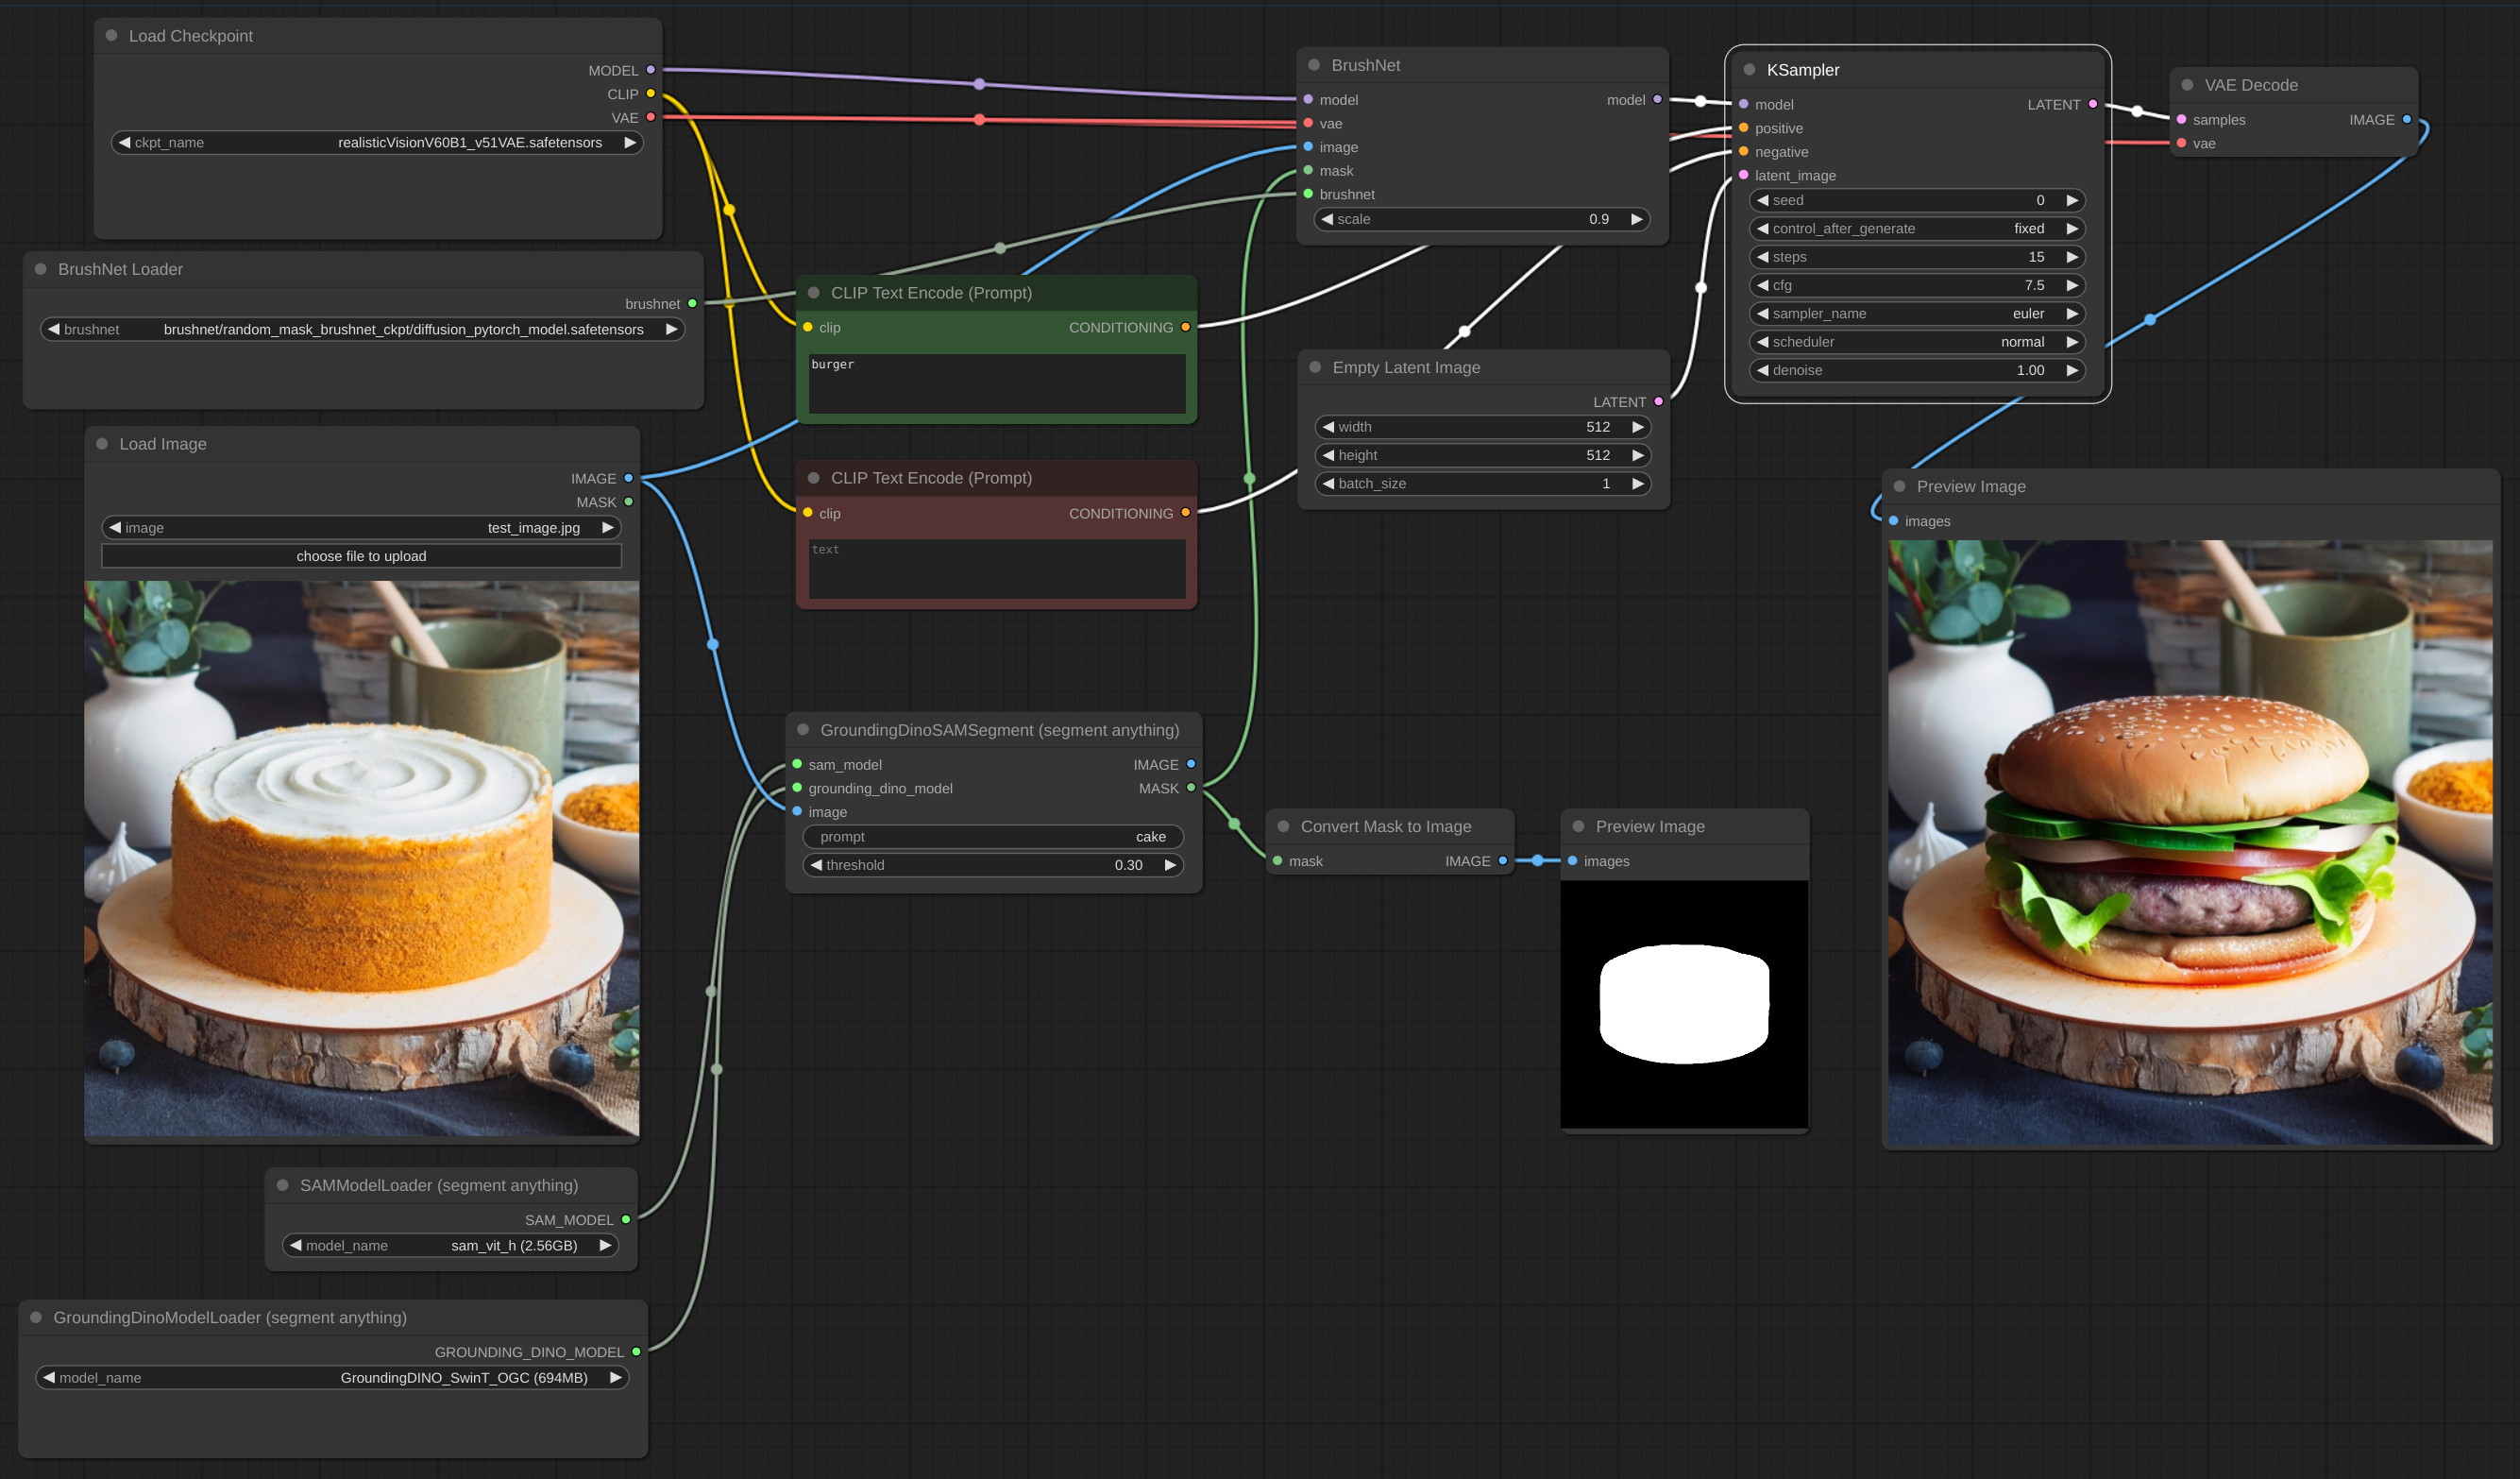 Load Checkpoint
MODEL
CLIP
VAE
ckpt_name realisticVisionV60B1_v51VAE.safetensors
BrushNet Loader
brushnet
brushnet brushnet/random_mask_brushnet_ckpt/diffusion_pytorch_model.safetensors
Load Image
IMAGE
MASK
image test_image.jpg
choose file to upload
SAMModelLoader (segment anything)
SAM_MODEL
model_name sam_vit_h (2.56GB)
GroundingDinoModelLoader (segment anything)
GROUNDING_DINO_MODEL
model_name GroundingDINO_SwinT_OGC (694MB)
CLIP Text Encode (Prompt)
clip CONDITIONING
burger
CLIP Text Encode (Prompt)
clip CONDITIONING
text
GroundingDinoSAMSegment (segment anything)
sam_model IMAGE
grounding_dino_model MASK
image
prompt cake
threshold 0.30
BrushNet
model model
vae
image
mask
brushnet
scale 0.9
Empty Latent Image
LATENT
width 512
height 512
batch_size 1
Convert Mask to Image
mask IMAGE
Preview Image
images
KSampler
model LATENT
positive
negative
latent_image
seed 0
control_after_generate fixed
steps 15
cfg 7.5
sampler_name euler
scheduler normal
denoise 1.00
VAE Decode
samples IMAGE
vae
Preview Image
images